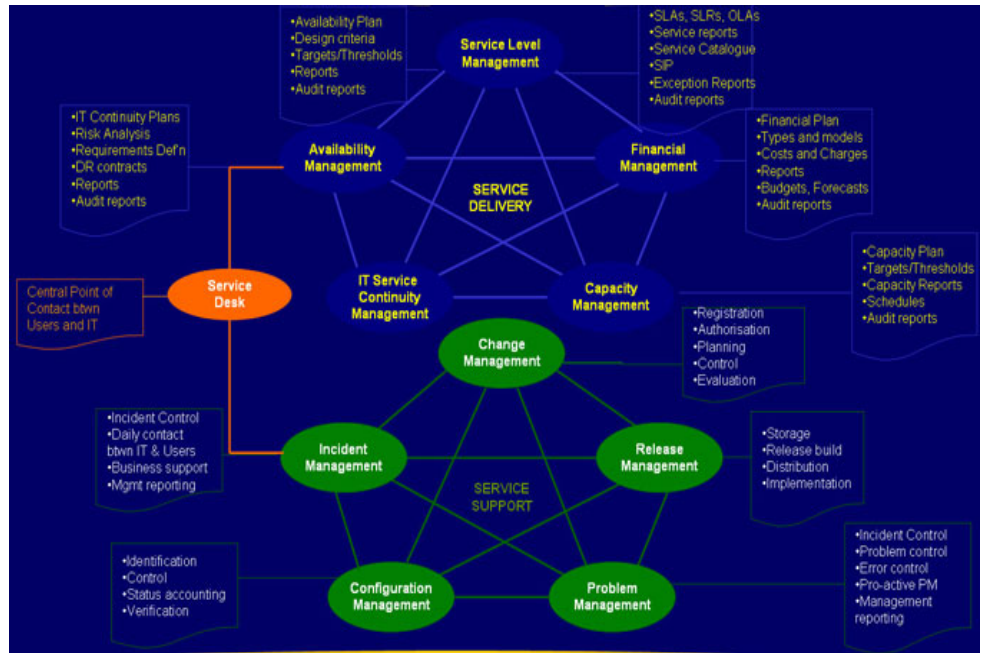 •Availability Plan
•Design criteria
•Targets/Thresholds
•Reports
•Audit reports
Service Level
Management
•SLAs, SLRs, OLAs
•Service reports
•Service Catalogue
•SIP
•Exception Reports
•Audit reports
•IT Continuity Plans
•Risk Analysis
•Requirements Def'n
•DR contracts
•Reports
•Audit reports
Availability
Management
Financial
Management
•Financial Plan
•Types and models
•Costs and Charges
•Reports
•Budgets, Forecasts
•Audit reports
SERVICE
DELIVERY
Central Point of
Contact btwn
Users and IT
Service
Desk
IT Service
Continuity
Management
Capacity
Management
•Capacity Plan
•Targets/Thresholds
•Capacity Reports
•Schedules
•Audit reports
Change
Management
•Registration
•Authorisation
•Planning
•Control
•Evaluation
•Incident Control
•Daily contact
btwn IT & Users
•Business support
•Mgmt reporting
Incident
Management
Release
Management
•Storage
•Release build
•Distribution
•Implementation
SERVICE
SUPPORT
•Identification
•Control
•Status accounting
•Verification
Configuration
Management
Problem
Management
•Incident Control
•Problem control
•Error control
•Pro-active PM
•Management
reporting